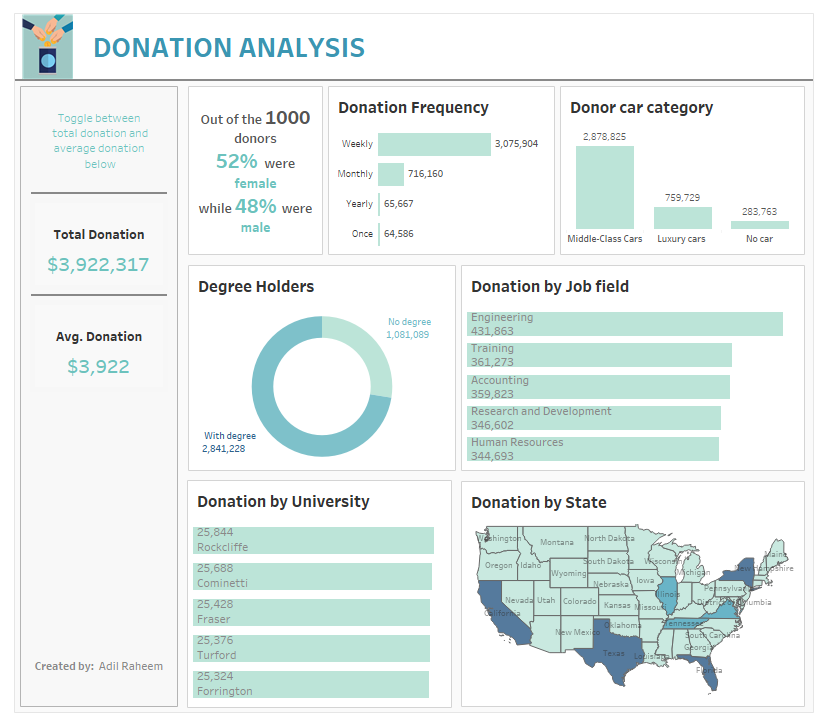 DONATION ANALYSIS
Toggle between
total donation and
average donation
below
Total Donation
$3,922,317
Avg. Donation
$3,922
Created by: Adil Raheem
Out of the 1000
donors
52% were
female
while 48% were
male
Donation Frequency
Weekly 3,075,904
Monthly 716,160
Yearly 65,667
Once 64,586
Donor car category
2,878,825
759,729
283,763
Middle-Class Cars Luxury cars No car
Degree Holders
No degree
1,081,089
With degree
2,841,228
Donation by Job field
Engineering
431,863
Training
361,273
Accounting
359,823
Research and Development
346,602
Human Resources
344,693
Donation by University
25,844
Rockcliffe
25,688
Cominetti
25,428
Fraser
25,376
Turford
25,324
Forrington
Donation by State
Washington Montana North Dakota Maine
Oregon Idaho South Dakota Wisconsin New Hampshire
Wyoming Michigan
Nebraska Iowa Pennsylvania
Nevada Utah Colorado Kansas Missouri Illinois District of Columbia
California
New Mexico Oklahoma Tennessee South Carolina
Georgia
Texas Louisiana
Florida